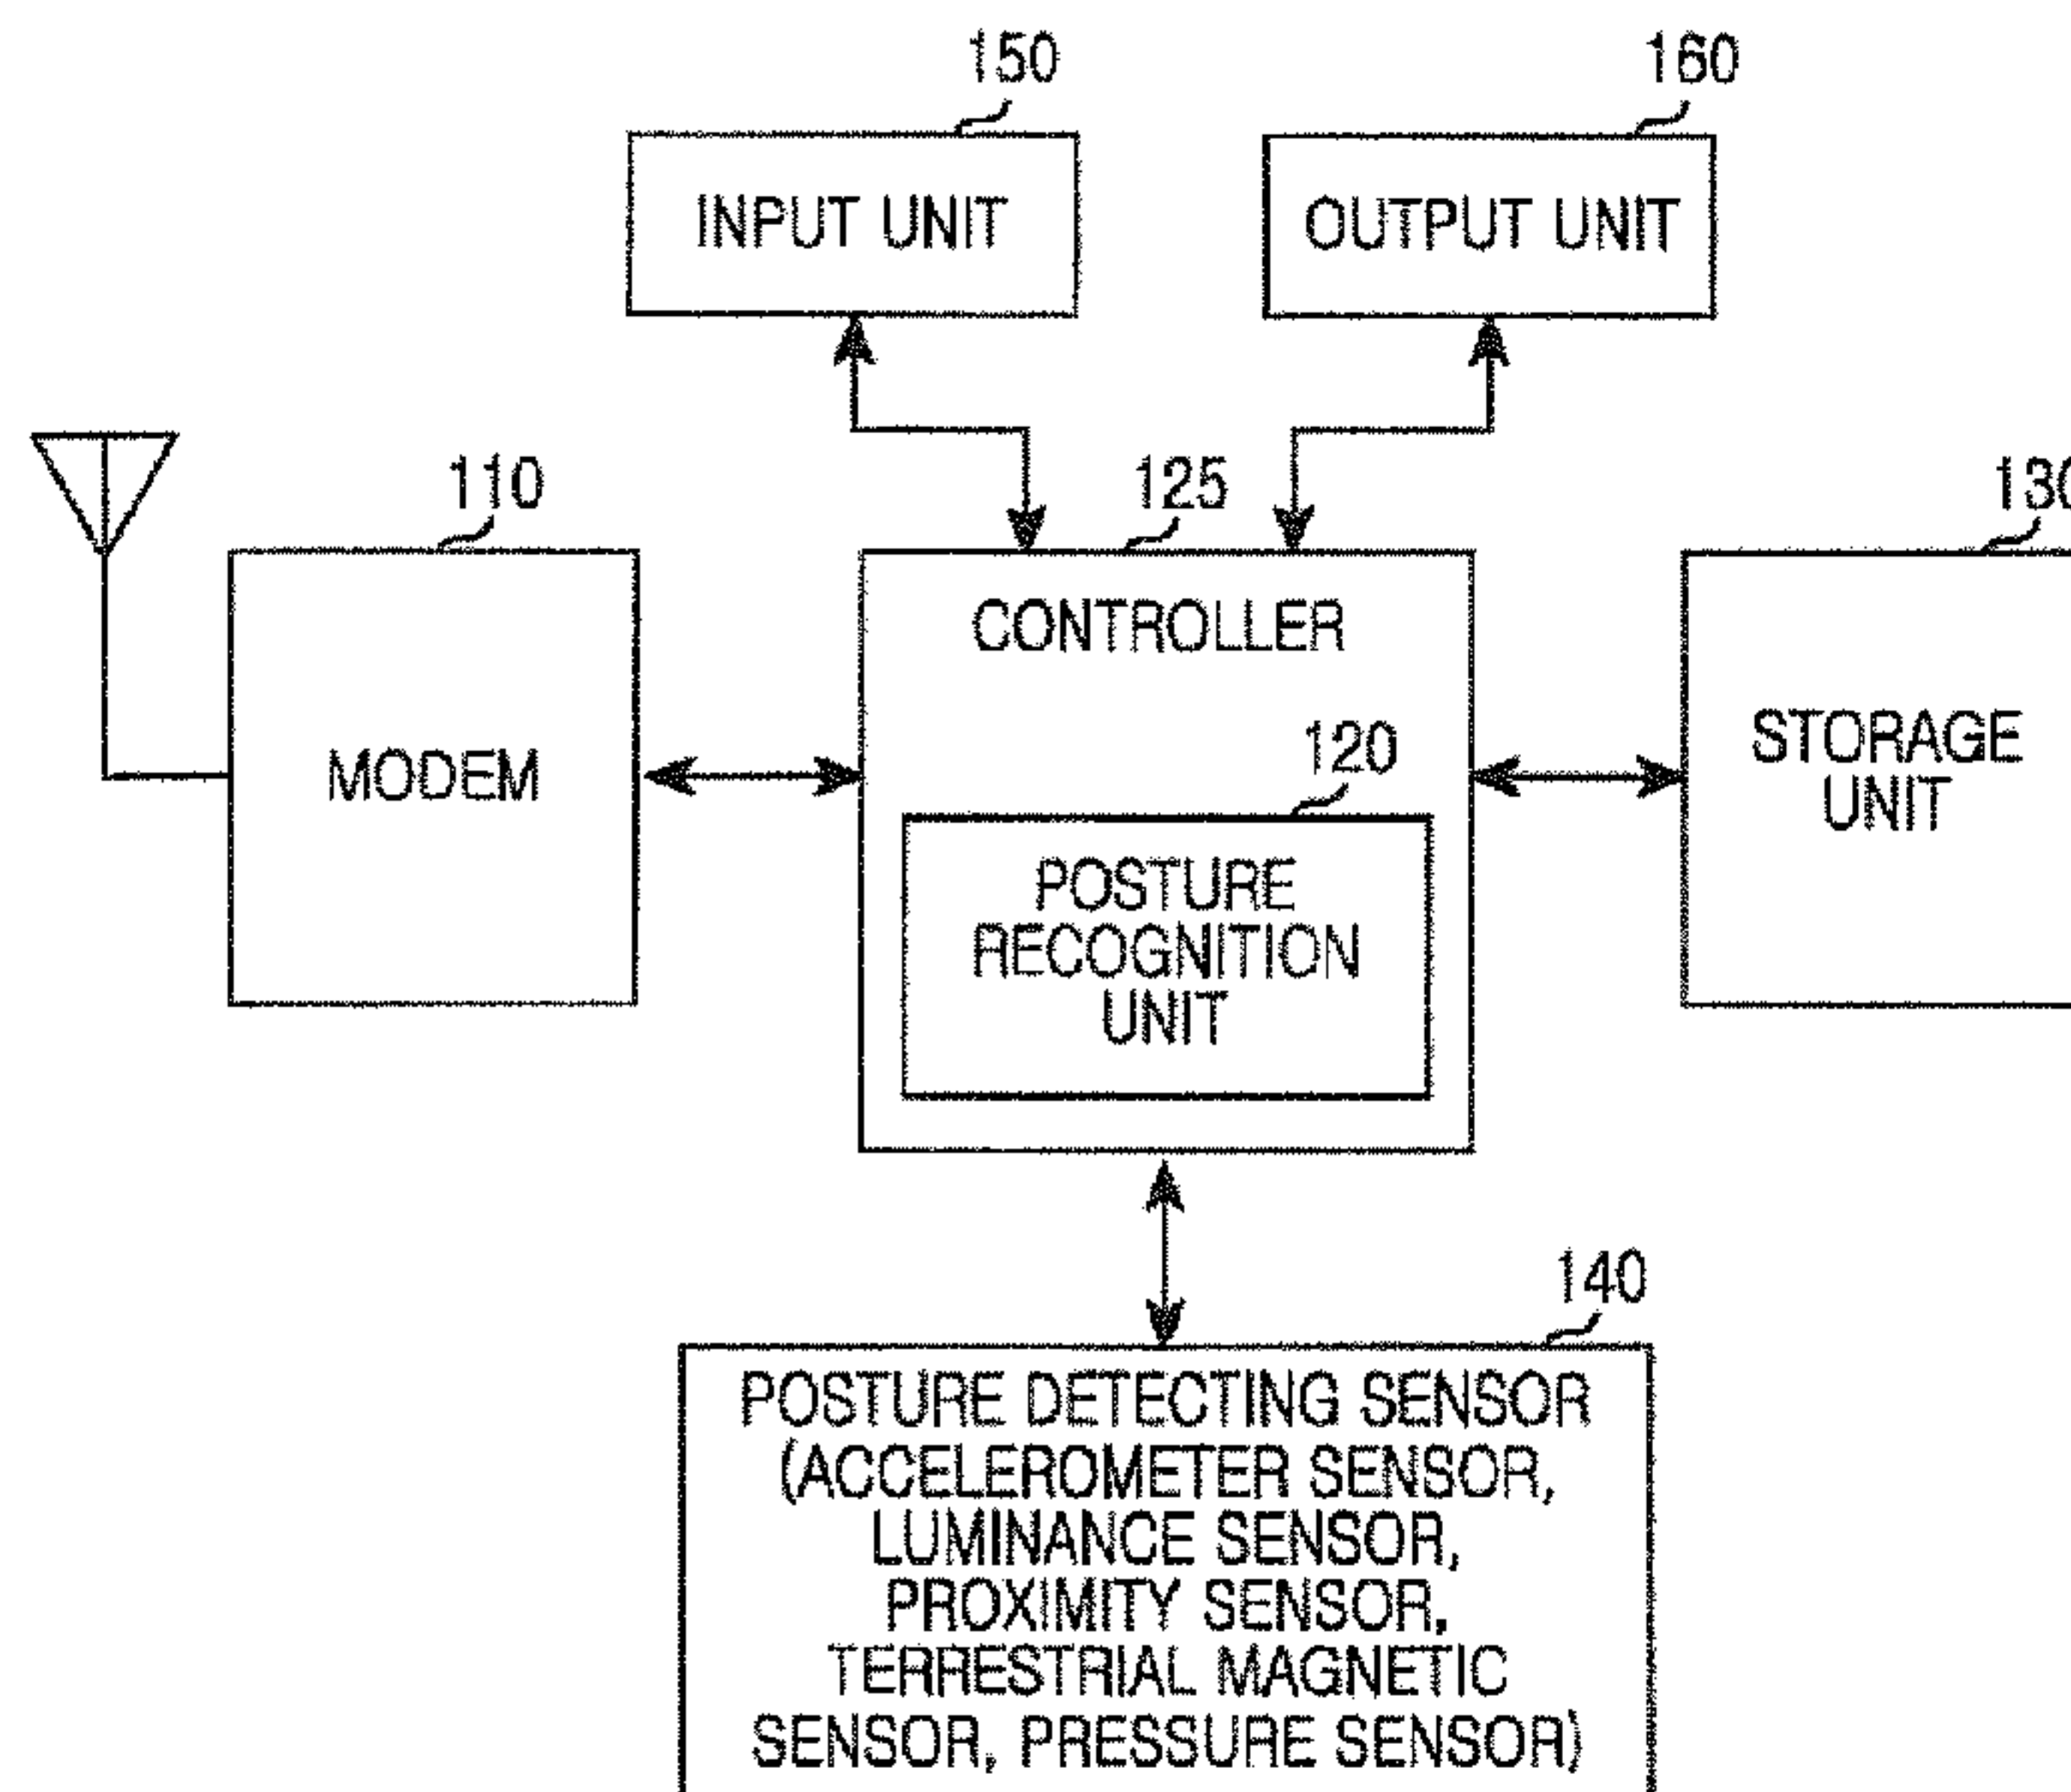 150
160
INPUT UNIT
OUTPUT UNIT
110
125
130
CONTROLLER
MODEM
120
STORAGE
UNIT
POSTURE
RECOGNITION
UNIT
140
POSTURE DETECTING SENSOR
(ACCELEROMETER SENSOR,
LUMINANCE SENSOR,
PROXIMITY SENSOR,
TERRESTRIAL MAGNETIC
SENSOR, PRESSURE SENSOR)